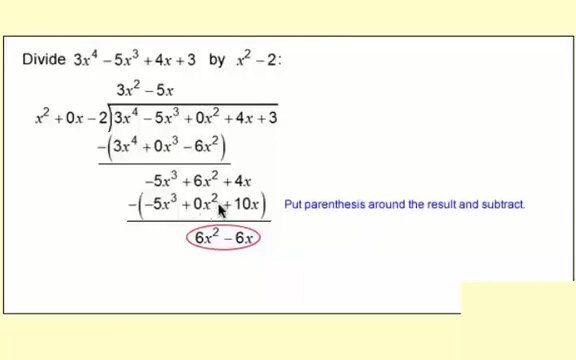 Divide 3x⁴ − 5x³ + 4x + 3 by x² − 2:
3x² − 5x
x² + 0x − 2)3x⁴ − 5x³ + 0x² + 4x + 3
−(3x⁴ + 0x³ − 6x²)
−5x³ + 6x² + 4x
−(−5x³ + 0x² + 10x) Put parenthesis around the result and subtract.
6x² − 6x